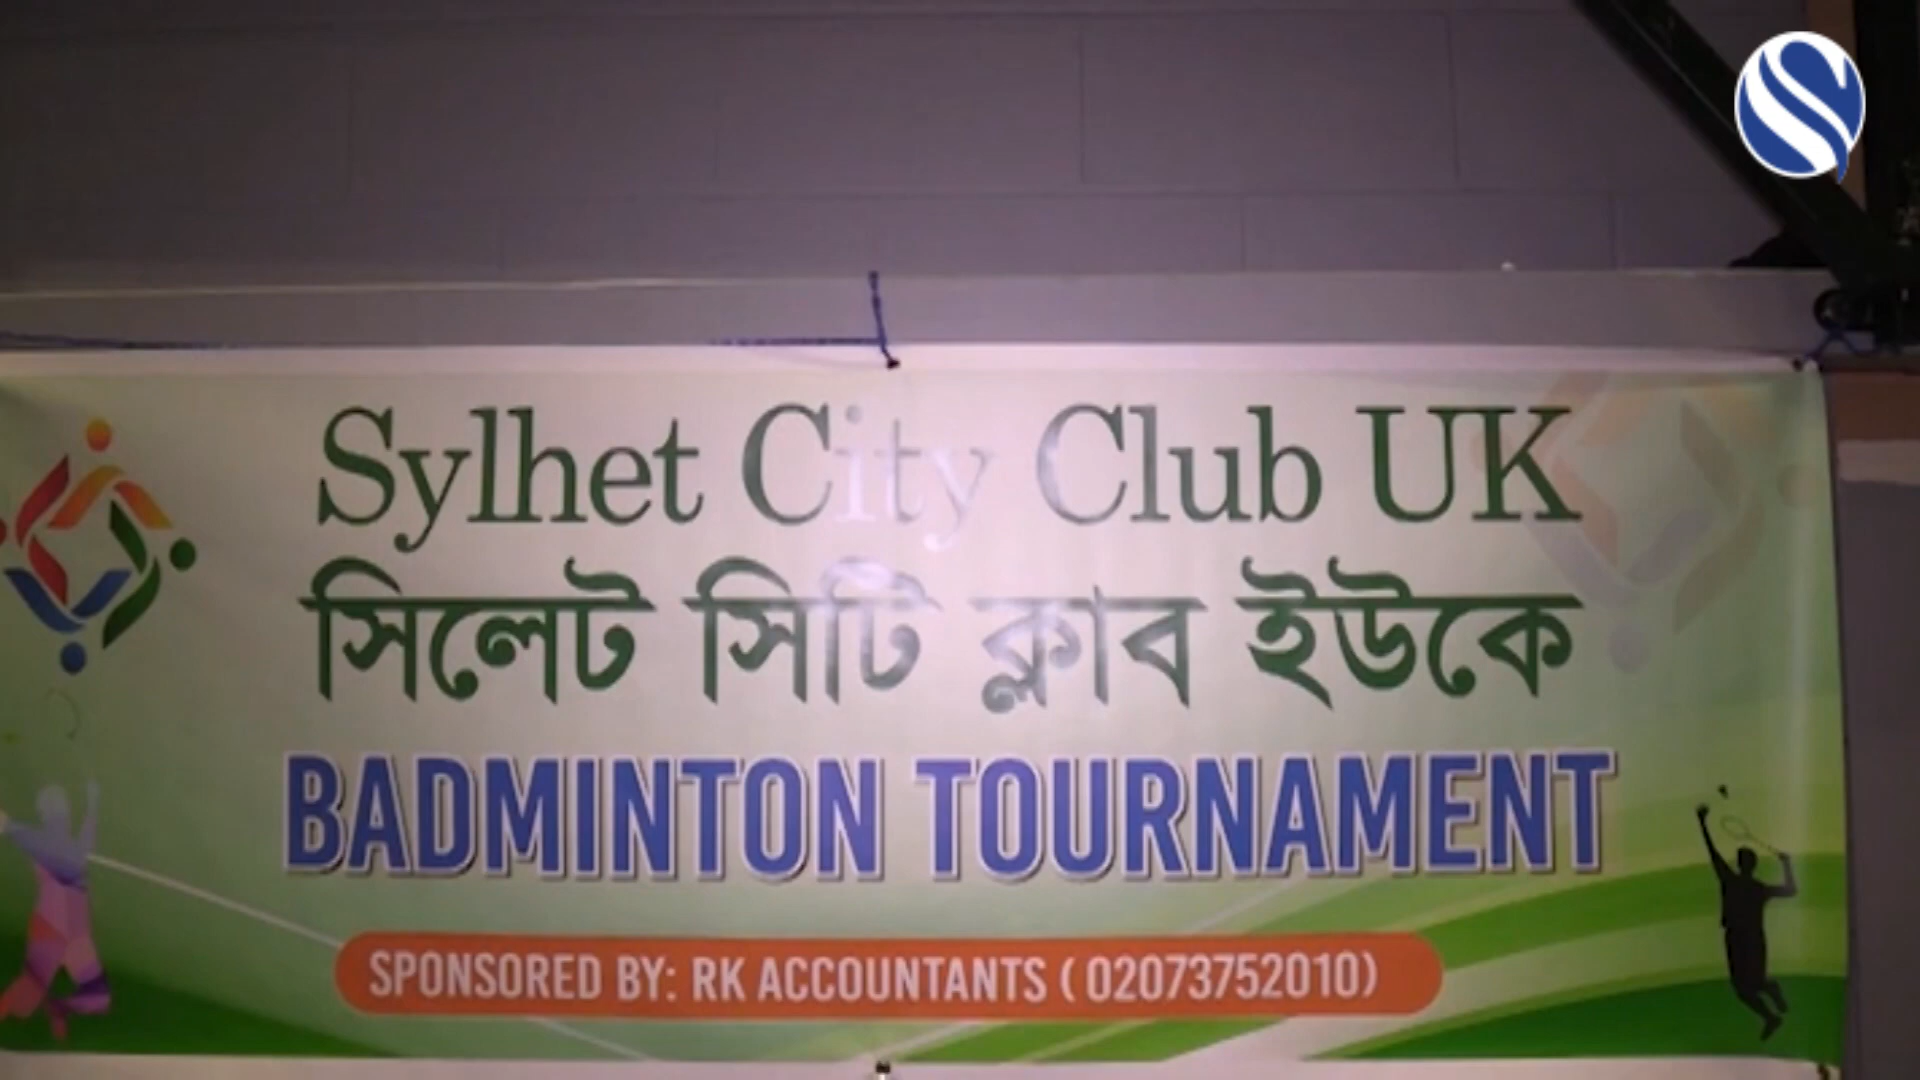 Sylhet City Club UK
সিলেট সিটি ক্লাব ইউকে
BADMINTON TOURNAMENT
SPONSORED BY: RK ACCOUNTANTS ( 02073752010)